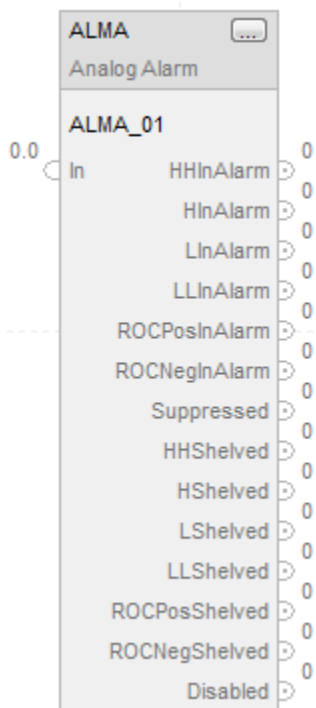 ALMA ...
Analog Alarm
ALMA_01
0.0
In HHInAlarm 0
HInAlarm 0
LInAlarm 0
LLInAlarm 0
ROCPosInAlarm 0
ROCNegInAlarm 0
Suppressed 0
HHShelved 0
HShelved 0
LShelved 0
LLShelved 0
ROCPosShelved 0
ROCNegShelved 0
Disabled 0